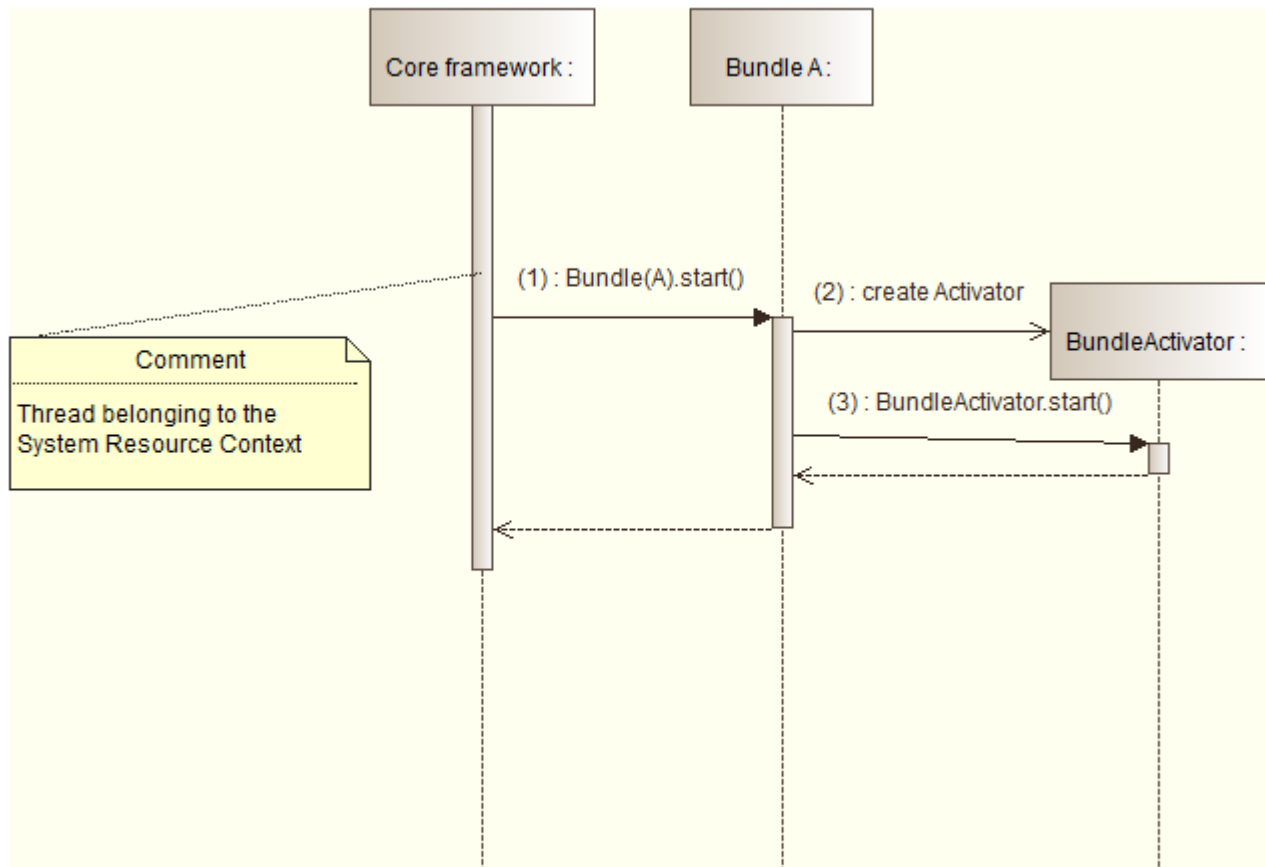 Core framework :
Bundle A:
(1) : Bundle(A).start()
(2) : create Activator
BundleActivator :
Comment
Thread belonging to the
System Resource Context
(3) : BundleActivator.start()